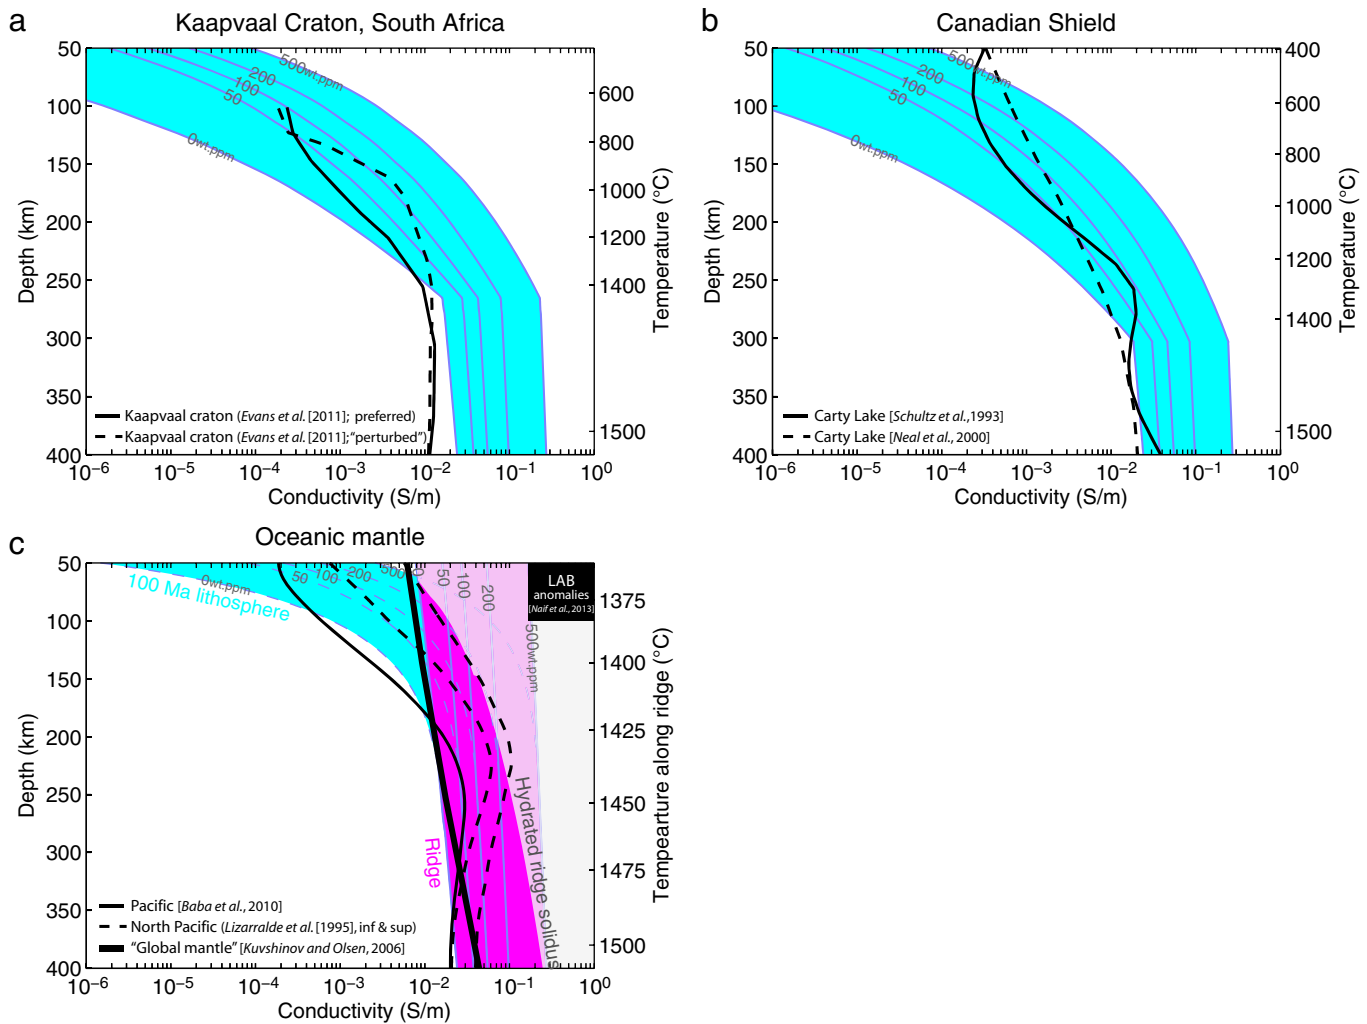 a
Kaapvaal Craton, South Africa
50
100
150
200
250
300
350
400
Depth (km)
500wt.ppm
200
100
50
0wt.ppm
600
800
1000
1200
1400
1500
Temperature (°C)
Kaapvaal craton (Evans et al. [2011]; preferred)
Kaapvaal craton (Evans et al. [2011];“perturbed”)
10−6 10−5 10−4 10−3 10−2 10−1 100
Conductivity (S/m)
b
Canadian Shield
50
100
150
200
250
300
350
400
Depth (km)
500wt.ppm
200
100
50
0wt.ppm
400
600
800
1000
1200
1400
1500
Temperature (°C)
Carty Lake [Schultz et al.,1993]
Carty Lake [Neal et al., 2000]
10−6 10−5 10−4 10−3 10−2 10−1 100
Conductivity (S/m)
c
Oceanic mantle
50
100
150
200
250
300
350
400
Depth (km)
100 Ma lithosphere
0wt.ppm
50
100
200
500
0
50
100
200
500wt.ppm
LAB
anomalies
[Naif et al., 2013]
Ridge
Hydrated ridge solidus
1375
1400
1425
1450
1475
1500
Tempearture along ridge (°C)
Pacific [Baba et al., 2010]
North Pacific (Lizarralde et al. [1995], inf & sup)
“Global mantle” [Kuvshinov and Olsen, 2006]
10−6 10−5 10−4 10−3 10−2 10−1 100
Conductivity (S/m)